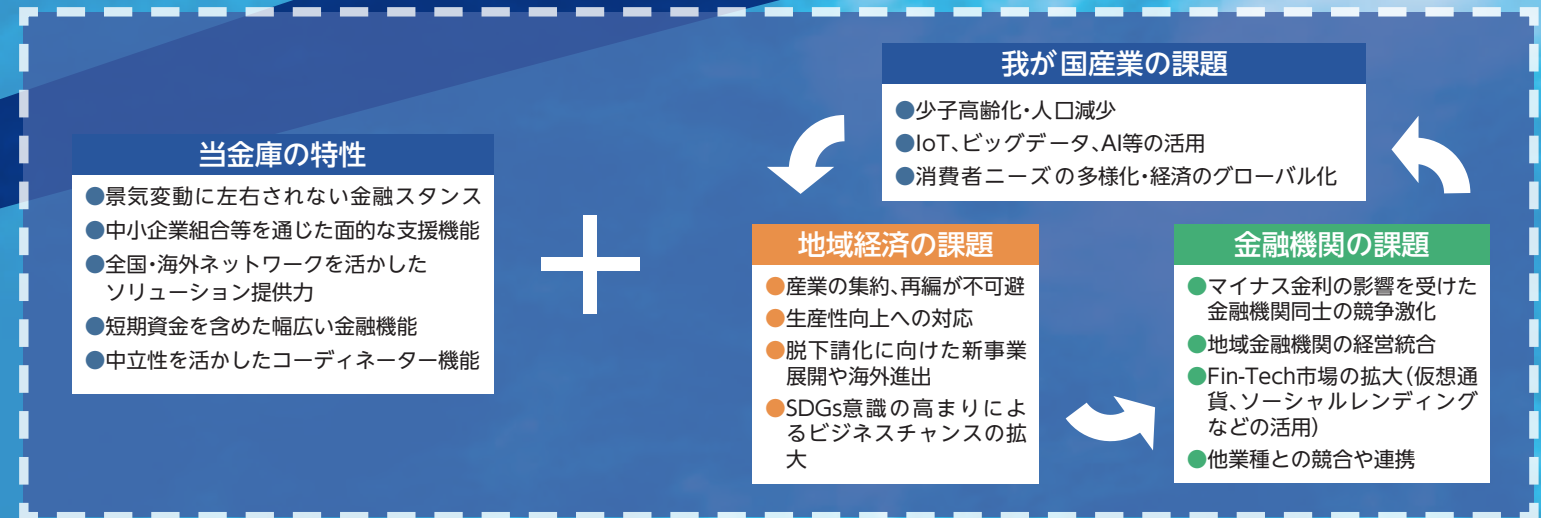 当金庫の特性
●景気変動に左右されない金融スタンス
●中小企業組合等を通じた面的な支援機能
●全国・海外ネットワークを活かした
ソリューション提供力
●短期資金を含めた幅広い金融機能
●中立性を活かしたコーディネーター機能
我が国産業の課題
●少子高齢化・人口減少
●IoT、ビッグデータ、AI等の活用
●消費者ニーズの多様化・経済のグローバル化
地域経済の課題
●産業の集約、再編が不可避
●生産性向上への対応
●脱下請化に向けた新事業
展開や海外進出
●SDGs意識の高まりによ
るビジネスチャンスの拡
大
金融機関の課題
●マイナス金利の影響を受けた
金融機関同士の競争激化
●地域金融機関の経営統合
●Fin-Tech市場の拡大（仮想通
貨、ソーシャルレンディング
などの活用）
●他業種との競合や連携